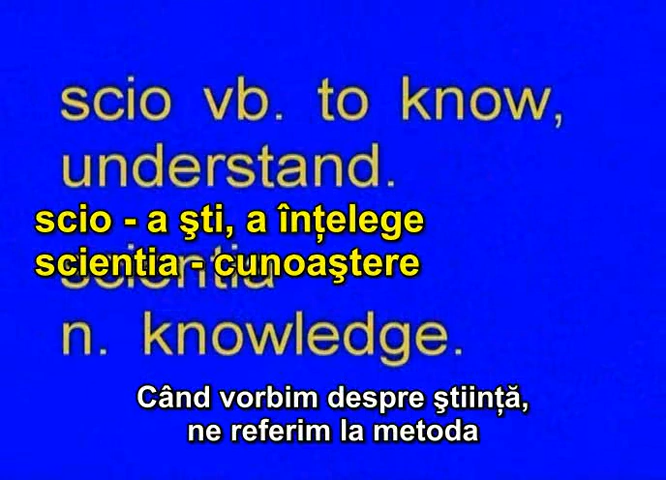 scio vb. to know,
understand.
scio - a şti, a înţelege
scientia - cunoaştere
scientia
n. knowledge.
Când vorbim despre ştiinţă,
ne referim la metoda